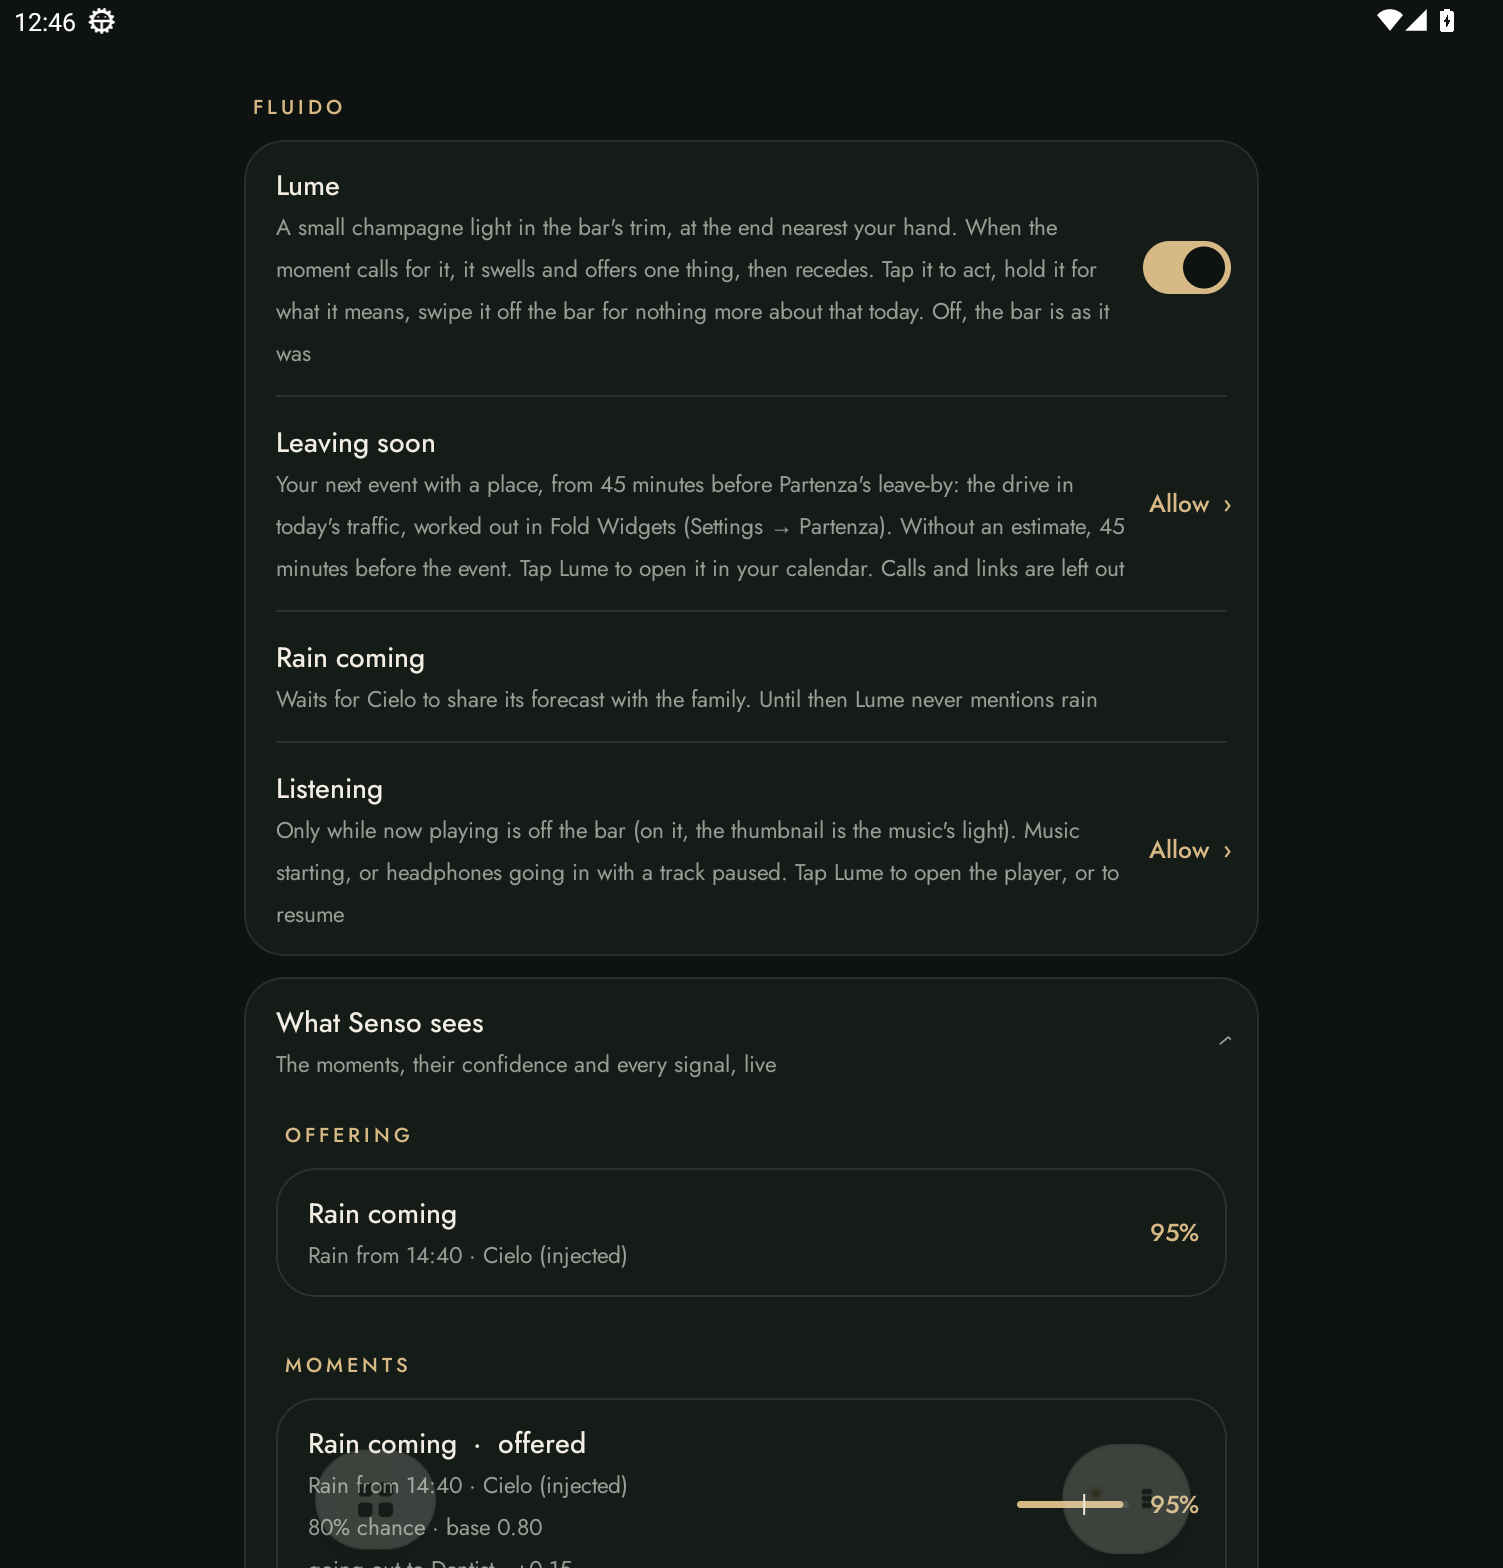 12:46
FLUIDO
Lume
A small champagne light in the bar's trim, at the end nearest your hand. When the
moment calls for it, it swells and offers one thing, then recedes. Tap it to act, hold it for
what it means, swipe it off the bar for nothing more about that today. Off, the bar is as it
was
Leaving soon
Your next event with a place, from 45 minutes before Partenza's leave-by: the drive in
today's traffic, worked out in Fold Widgets (Settings → Partenza). Without an estimate, 45
minutes before the event. Tap Lume to open it in your calendar. Calls and links are left out
Allow ›
Rain coming
Waits for Cielo to share its forecast with the family. Until then Lume never mentions rain
Listening
Only while now playing is off the bar (on it, the thumbnail is the music's light). Music
starting, or headphones going in with a track paused. Tap Lume to open the player, or to
resume
Allow ›
What Senso sees
The moments, their confidence and every signal, live
OFFERING
Rain coming
Rain from 14:40 · Cielo (injected)
95%
MOMENTS
Rain coming · offered
Rain from 14:40 · Cielo (injected)
95%
80% chance · base 0.80
going out to Dentist · +0.15